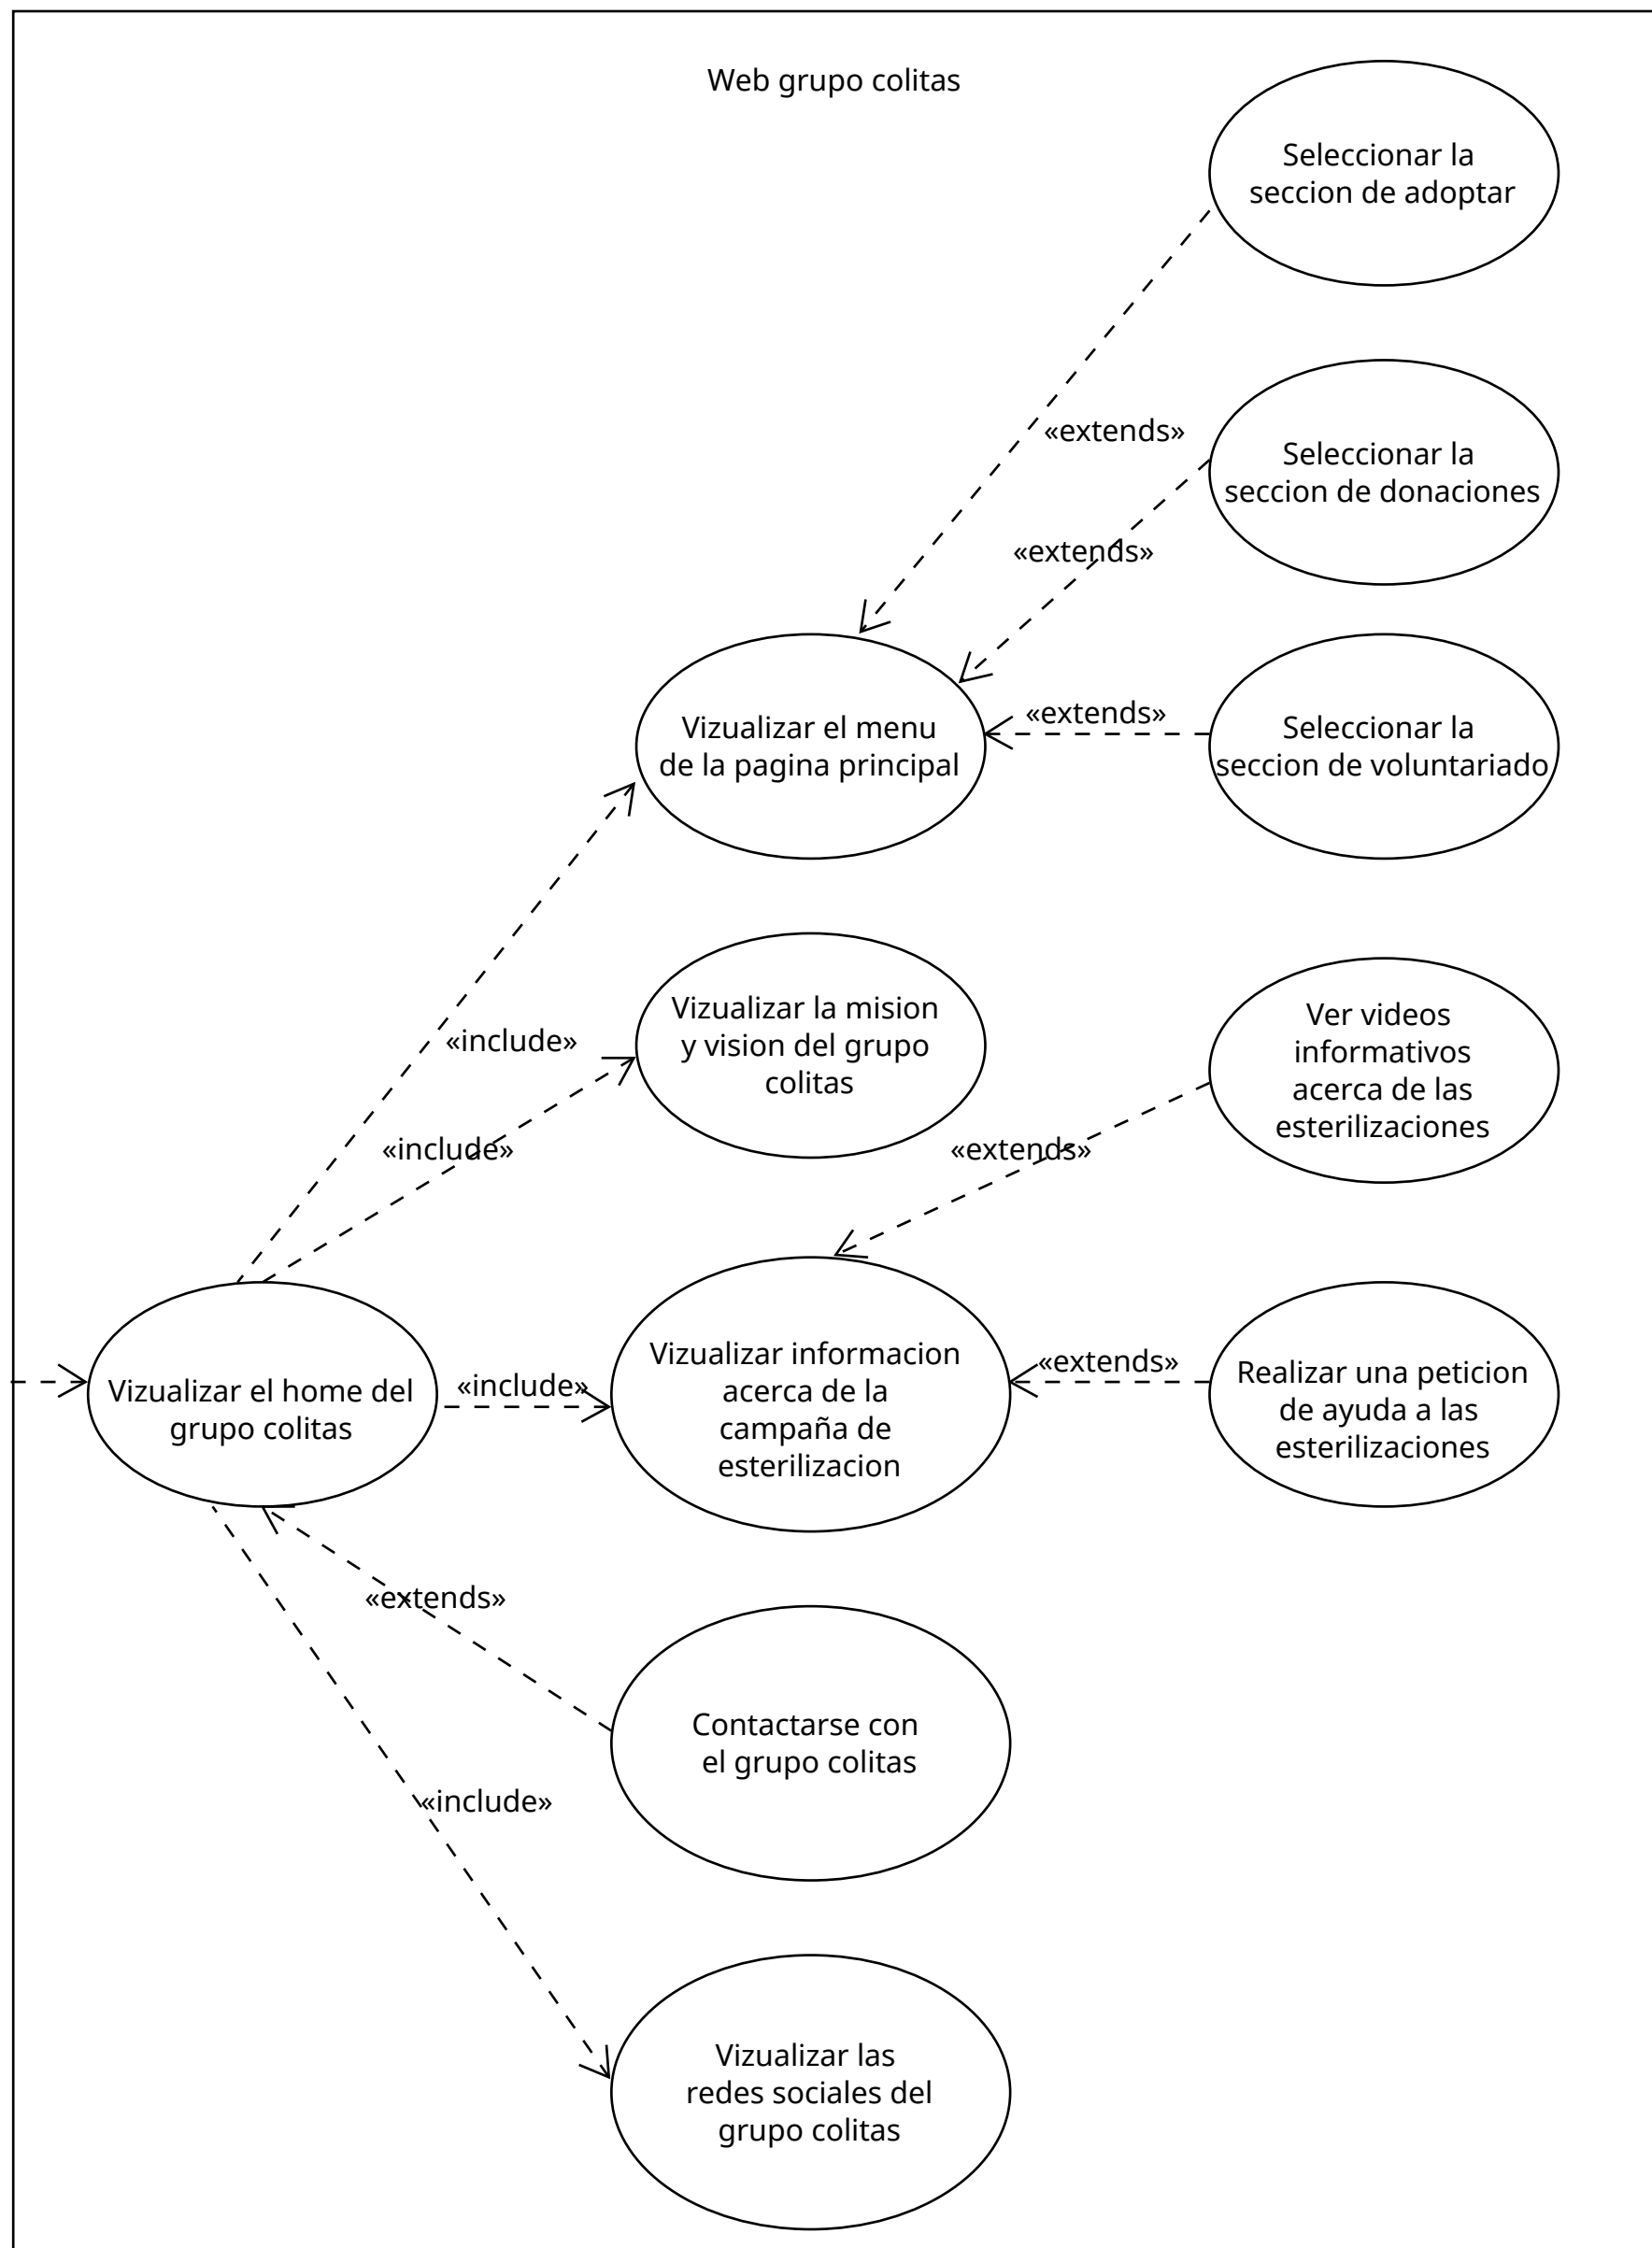 Web grupo colitas
Seleccionar la
seccion de adoptar
«extends»
Seleccionar la
seccion de donaciones
«extends»
Vizualizar el menu
de la pagina principal
«extends»
Seleccionar la
seccion de voluntariado
Vizualizar la mision
y vision del grupo
colitas
«include»
«include»
Ver videos
informativos
acerca de las
esterilizaciones
«extends»
Vizualizar el home del
grupo colitas
«include»
Vizualizar informacion
acerca de la
campaña de
esterilizacion
«extends»
Realizar una peticion
de ayuda a las
esterilizaciones
«extends»
Contactarse con
el grupo colitas
«include»
Vizualizar las
redes sociales del
grupo colitas